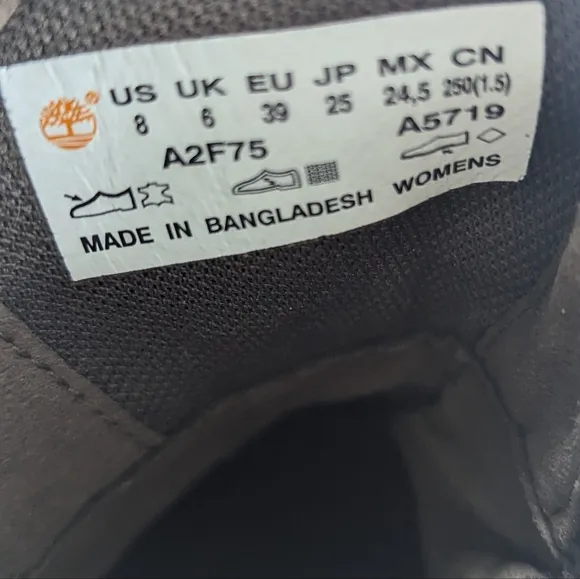 US UK EU JP MX CN
8 6 39 25 24,5 250(1.5)
A2F75 A5719
MADE IN BANGLADESH WOMENS